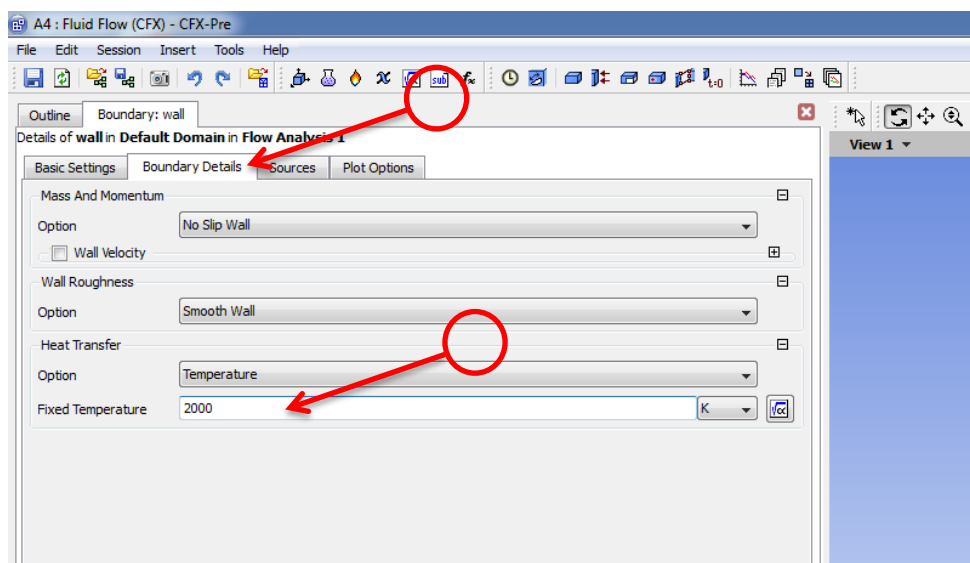 A4 : Fluid Flow (CFX) - CFX-Pre
File Edit Session Insert Tools Help
Outline Boundary: wall
Details of wall in Default Domain in Flow Analysis 1
View 1
Basic Settings Boundary Details Sources Plot Options
Mass And Momentum
Option No Slip Wall
Wall Velocity
Wall Roughness
Option Smooth Wall
Heat Transfer
Option Temperature
Fixed Temperature 2000 K